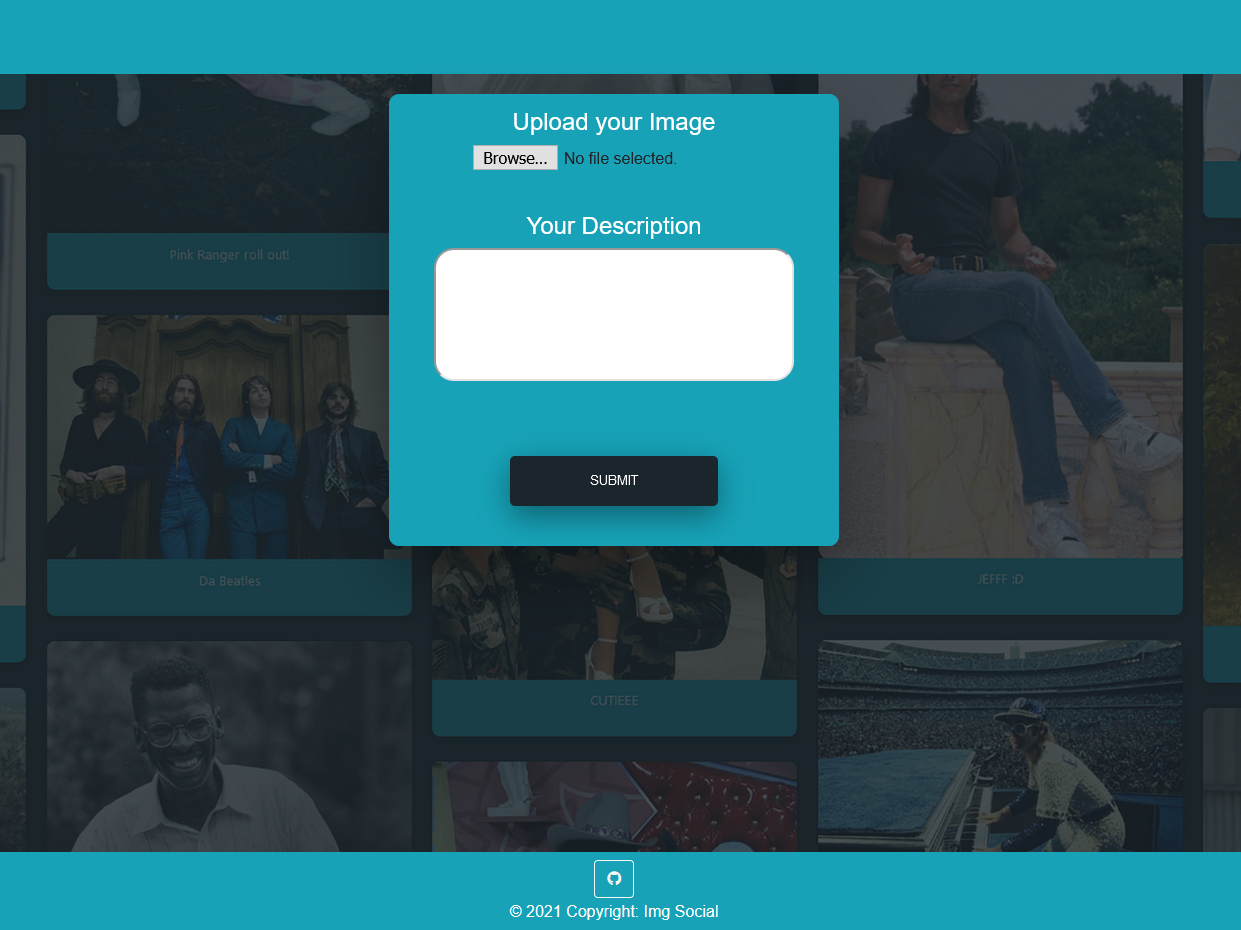 Upload your Image
Browse... No file selected.
Your Description
Pink Ranger roll out!
SUBMIT
Da Beatles
JEFFF :D
CUTIEEE
© 2021 Copyright: Img Social